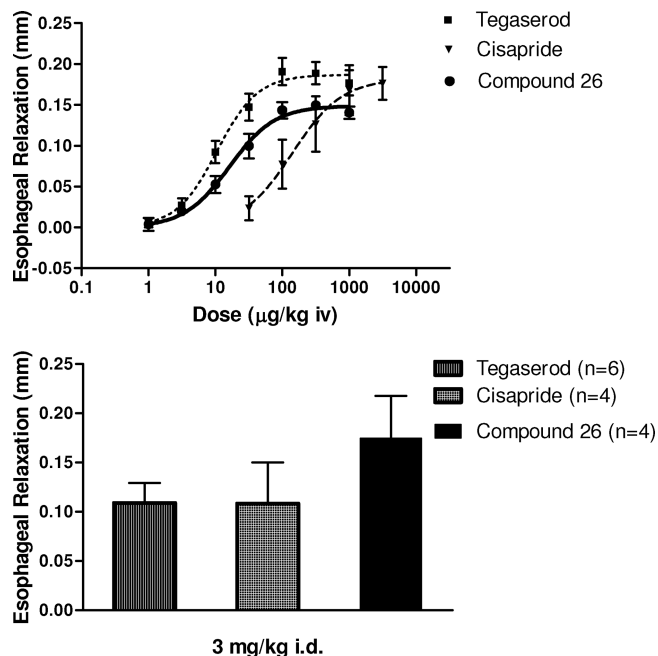 Esophageal Relaxation (mm)
0.25
0.20
0.15
0.10
0.05
0.00
-0.05
0.1 1 10 100 1000 10000
Dose (μg/kg iv)
Tegaserod
Cisapride
Compound 26
Esophageal Relaxation (mm)
0.25
0.20
0.15
0.10
0.05
0.00
3 mg/kg i.d.
Tegaserod (n=6)
Cisapride (n=4)
Compound 26 (n=4)